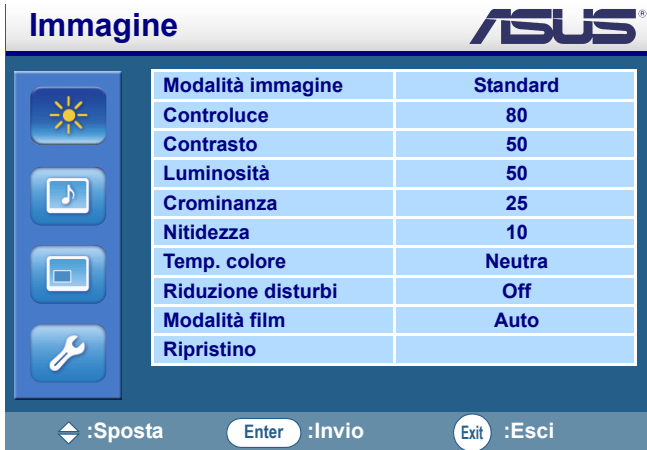 Immagine
ASUS®
Modalità immagine Standard
Controluce 80
Contrasto 50
Luminosità 50
Crominanza 25
Nitidezza 10
Temp. colore Neutra
Riduzione disturbi Off
Modalità film Auto
Ripristino
:Sposta Enter :Invio Exit :Esci